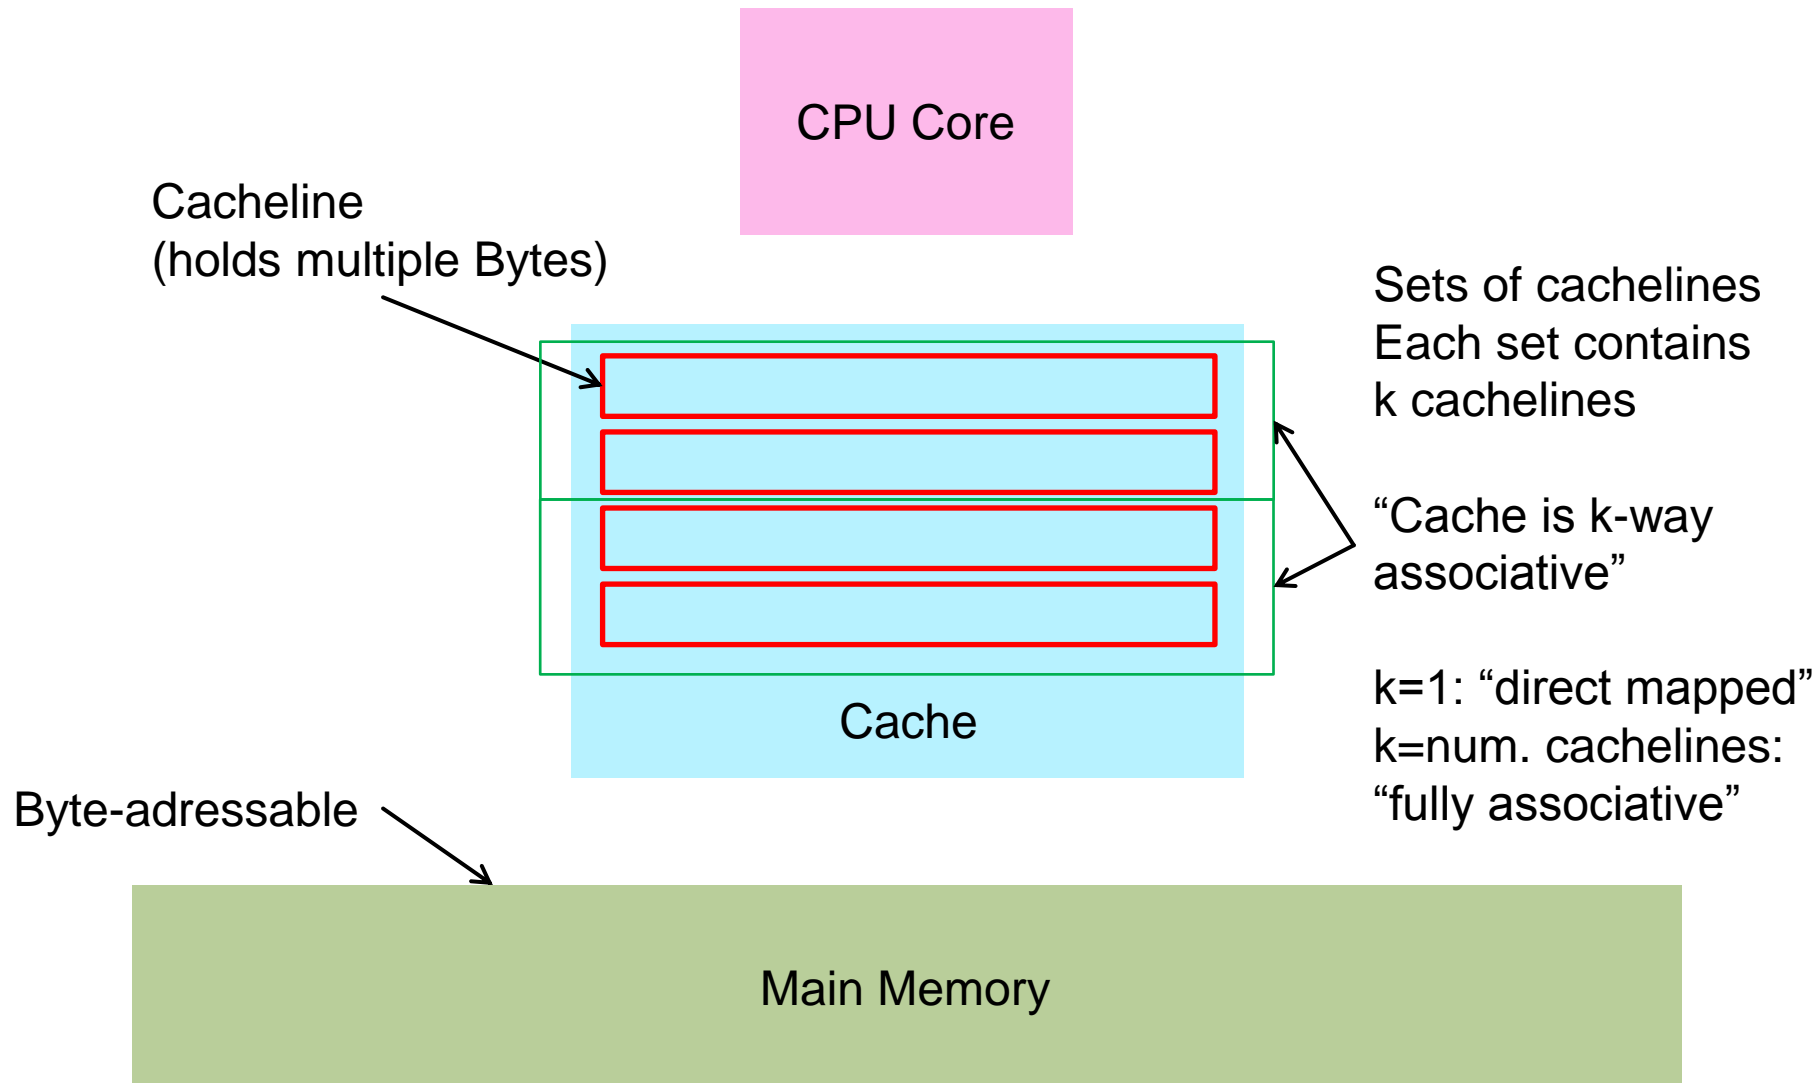 CPU Core
Cacheline
(holds multiple Bytes)
Sets of cachelines
Each set contains
k cachelines
“Cache is k-way
associative”
k=1: “direct mapped”
k=num. cachelines:
“fully associative”
Cache
Byte-adressable
Main Memory